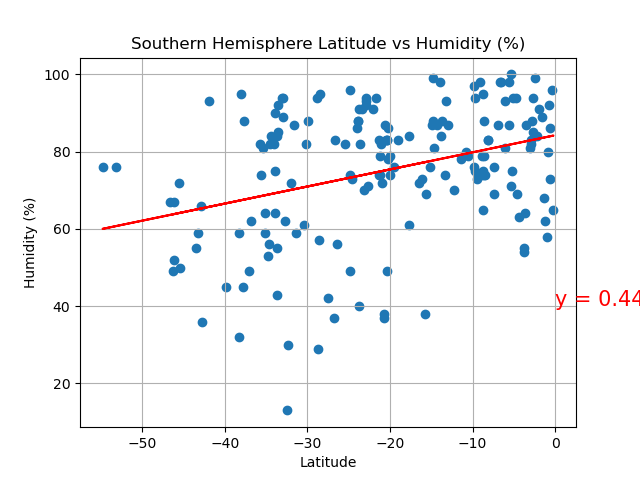 Southern Hemisphere Latitude vs Humidity (%)
Humidity (%)
100
80
60
40
20
y = 0.44
−50
−40
−30
−20
−10
0
Latitude